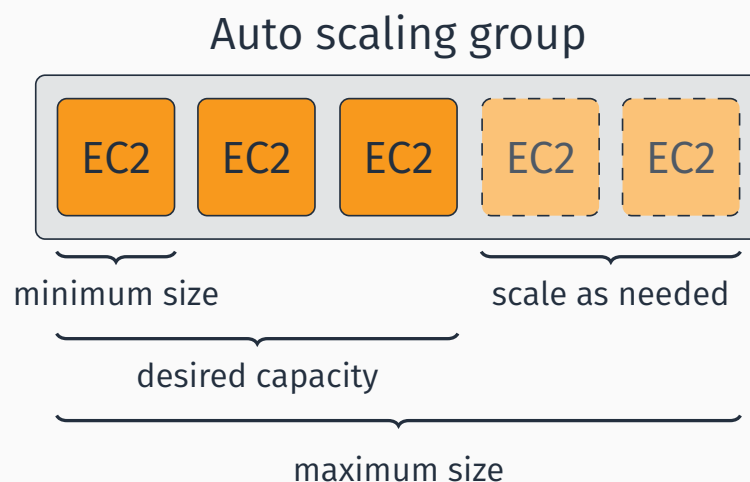 Auto scaling group
EC2 EC2 EC2 EC2 EC2
minimum size scale as needed
desired capacity
maximum size